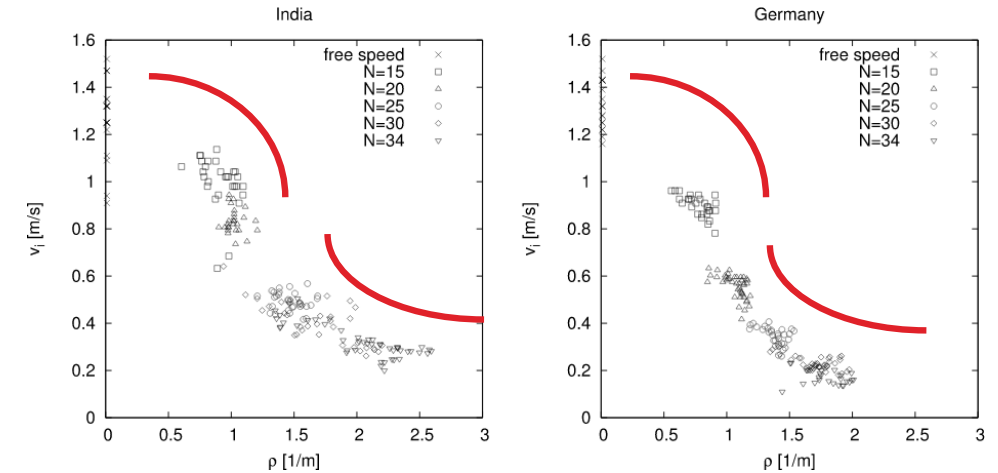 India
1.6
1.4
1.2
1
0.8
0.6
0.4
0.2
0
0
0.5
1
1.5
2
2.5
3
vi [m/s]
ρ [1/m]
free speed
N=15
N=20
N=25
N=30
N=34
Germany
1.6
1.4
1.2
1
0.8
0.6
0.4
0.2
0
0
0.5
1
1.5
2
2.5
3
vi [m/s]
ρ [1/m]
free speed
N=15
N=20
N=25
N=30
N=34